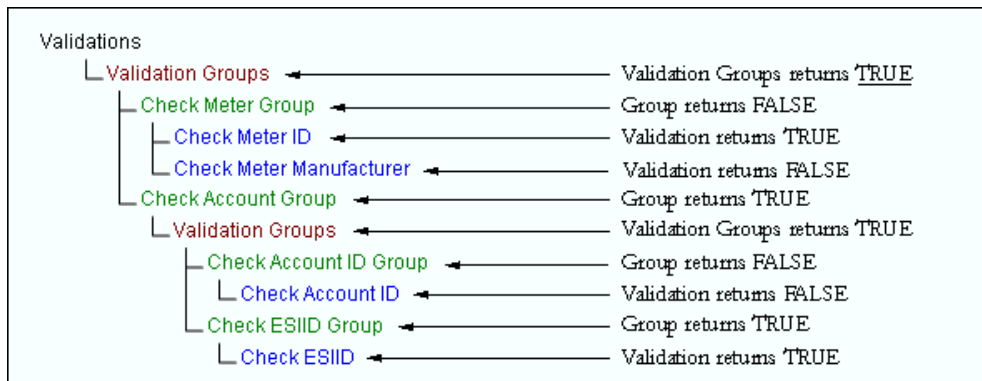 Validations
Validation Groups Validation Groups returns TRUE
Check Meter Group Group returns FALSE
Check Meter ID Validation returns TRUE
Check Meter Manufacturer Validation returns FALSE
Check Account Group Group returns TRUE
Validation Groups Validation Groups returns TRUE
Check Account ID Group Group returns FALSE
Check Account ID Validation returns FALSE
Check ESIID Group Group returns TRUE
Check ESIID Validation returns TRUE